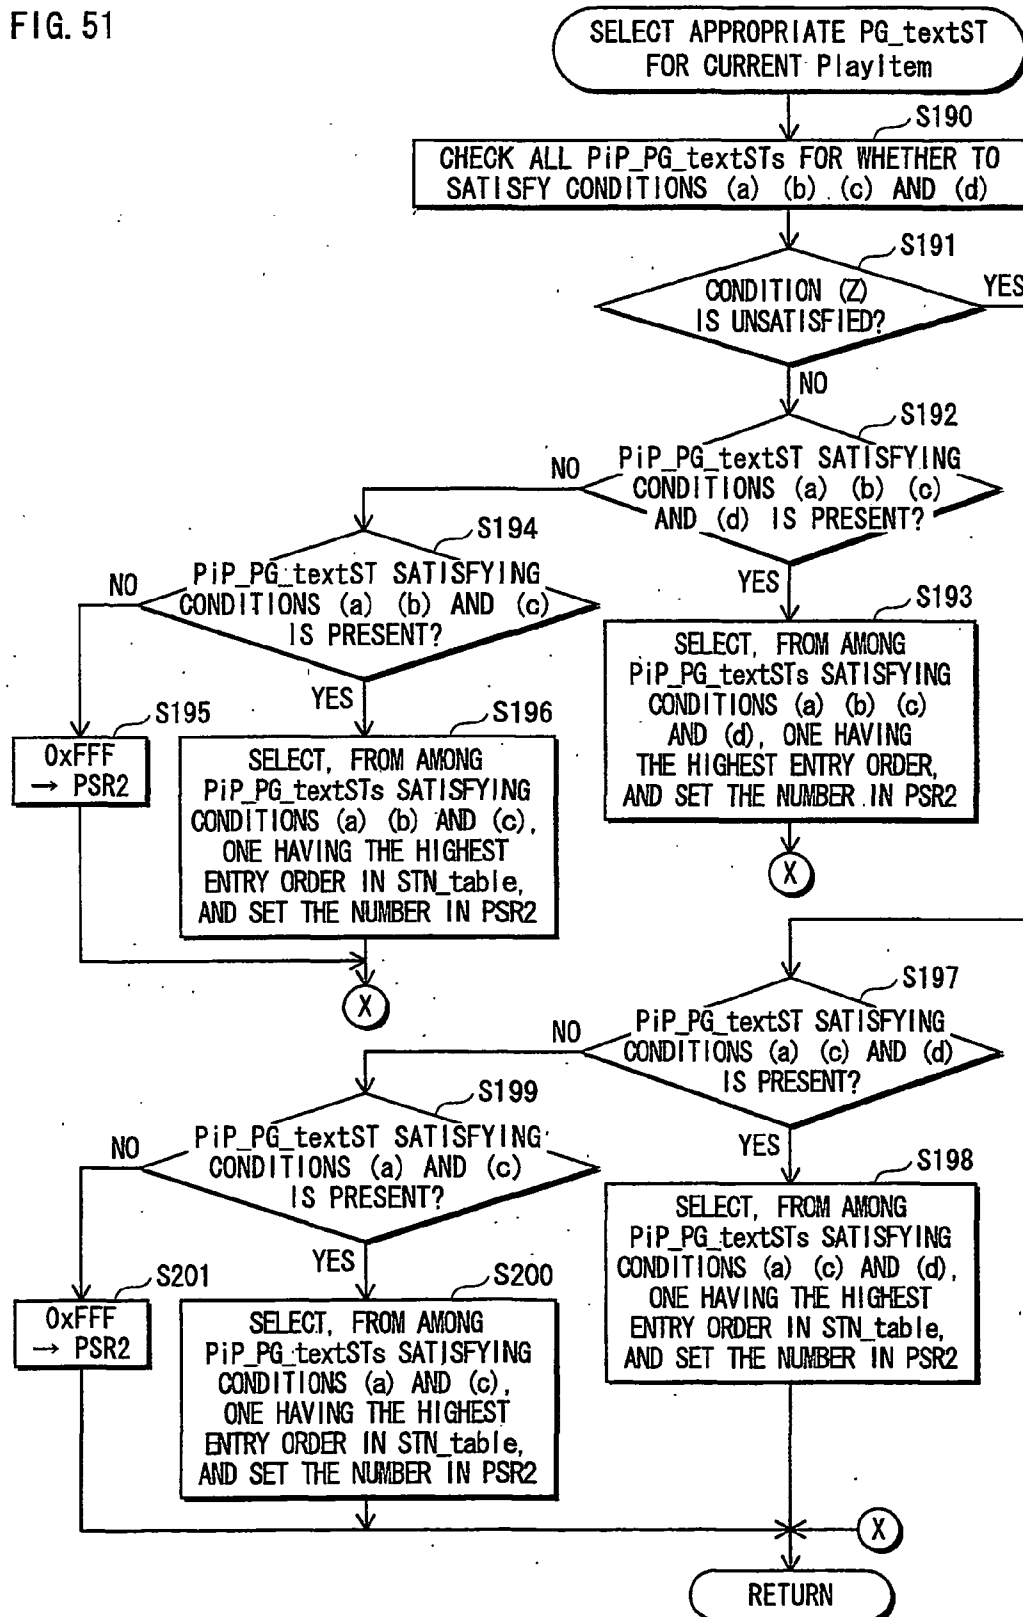 FIG. 51
SELECT APPROPRIATE PG_textST
FOR CURRENT PlayItem
S190
CHECK ALL PiP_PG_textSTs FOR WHETHER TO
SATISFY CONDITIONS (a) (b) (c) AND (d)
S191
CONDITION (Z)
IS UNSATISFIED?
YES
NO
S192
PiP_PG_textST SATISFYING
CONDITIONS (a) (b) (c)
AND (d) IS PRESENT?
NO
YES
S194
PiP_PG_textST SATISFYING
CONDITIONS (a) (b) AND (c)
IS PRESENT?
NO
YES
S193
SELECT, FROM AMONG
PiP_PG_textSTs SATISFYING
CONDITIONS (a) (b) (c)
AND (d), ONE HAVING
THE HIGHEST ENTRY ORDER,
AND SET THE NUMBER IN PSR2
X
S195
0xFFF
→ PSR2
S196
SELECT, FROM AMONG
PiP_PG_textSTs SATISFYING
CONDITIONS (a) (b) AND (c),
ONE HAVING THE HIGHEST
ENTRY ORDER IN STN_table,
AND SET THE NUMBER IN PSR2
X
S197
PiP_PG_textST SATISFYING
CONDITIONS (a) (c) AND (d)
IS PRESENT?
NO
YES
S199
PiP_PG_textST SATISFYING
CONDITIONS (a) AND (c)
IS PRESENT?
NO
YES
S198
SELECT, FROM AMONG
PiP_PG_textSTs SATISFYING
CONDITIONS (a) (c) AND (d),
ONE HAVING THE HIGHEST
ENTRY ORDER IN STN_table,
AND SET THE NUMBER IN PSR2
S201
0xFFF
→ PSR2
S200
SELECT, FROM AMONG
PiP_PG_textSTs SATISFYING
CONDITIONS (a) AND (c),
ONE HAVING THE HIGHEST
ENTRY ORDER IN STN_table,
AND SET THE NUMBER IN PSR2
X
RETURN